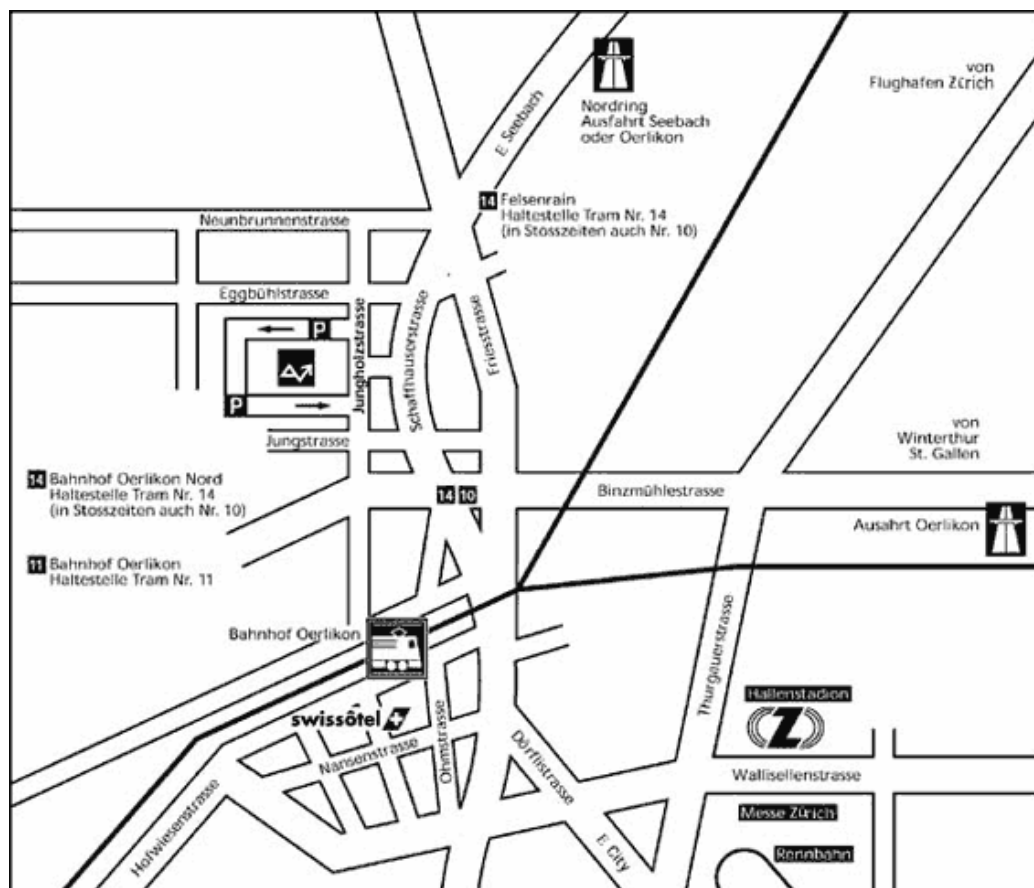 von
Flughafen Zürich
E Seebach
Nordring
Ausfahrt Seebach
oder Oerlikon
14 Felsenrain
Haltestelle Tram Nr. 14
(in Stosszeiten auch Nr. 10)
Neunbrunnenstrasse
Eggbühlstrasse
P
Jungholzstrasse
Schaffhauserstrasse
Friesstrasse
P
Jungstrasse
von
Winterthur
St. Gallen
14 Bahnhof Oerlikon Nord
Haltestelle Tram Nr. 14
(in Stosszeiten auch Nr. 10)
14 10
Binzmühlestrasse
Ausahrt Oerlikon
11 Bahnhof Oerlikon
Haltestelle Tram Nr. 11
Bahnhof Oerlikon
Thurgauerstrasse
Hallenstadion
Z
swissôtel
Nansenstrasse
Ohmstrasse
Dörflistrasse
Wallisellenstrasse
Hofwiesenstrasse
E City
Messe Zürich
Rennbahn